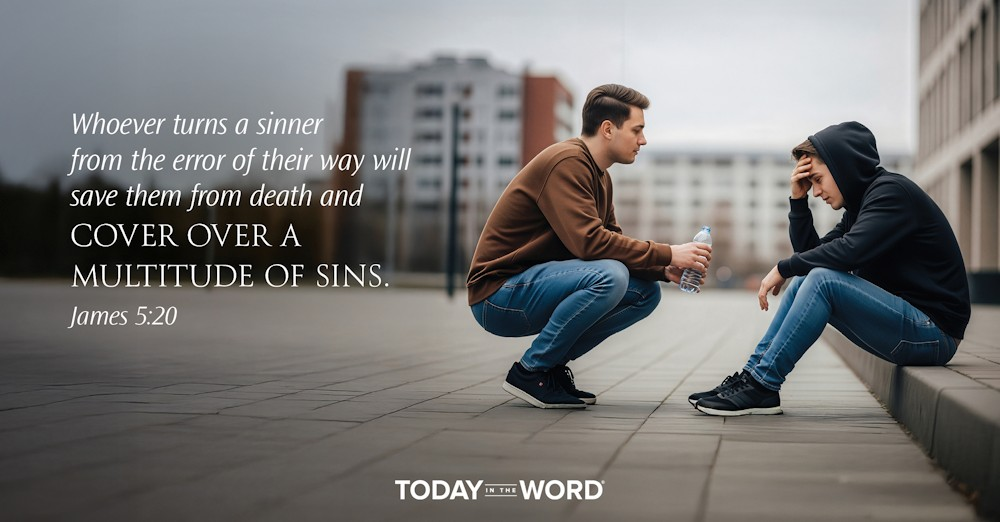 Whoever turns a sinner
from the error of their way will
save them from death and
COVER OVER A
MULTITUDE OF SINS.
James 5:20
TODAY IN THE WORD®